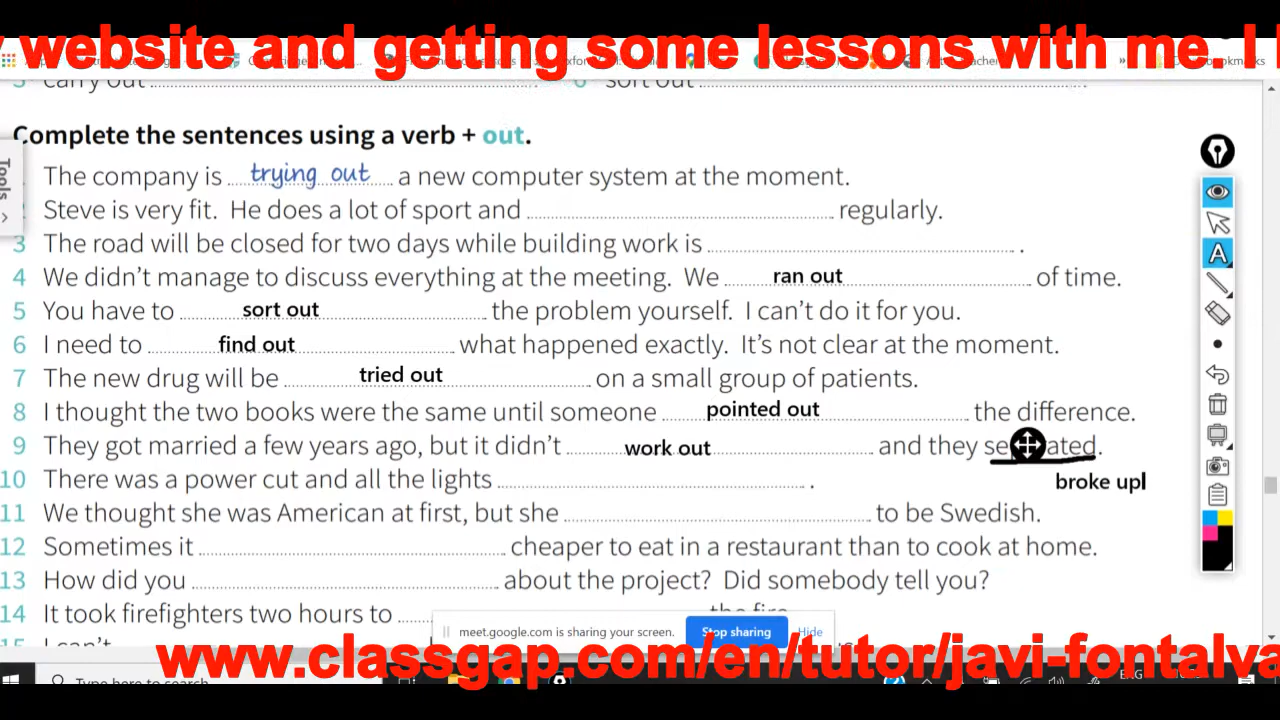 website and getting some lessons with me. I
carry out
sort out
Complete the sentences using a verb + out.
The company is trying out a new computer system at the moment.
Steve is very fit. He does a lot of sport and regularly.
3 The road will be closed for two days while building work is .
4 We didn't manage to discuss everything at the meeting. We ran out of time.
5 You have to sort out the problem yourself. I can't do it for you.
6 I need to find out what happened exactly. It's not clear at the moment.
7 The new drug will be tried out on a small group of patients.
8 I thought the two books were the same until someone pointed out the difference.
9 They got married a few years ago, but it didn't work out and they se ated.
broke up
10 There was a power cut and all the lights .
11 We thought she was American at first, but she to be Swedish.
12 Sometimes it cheaper to eat in a restaurant than to cook at home.
13 How did you about the project? Did somebody tell you?
14 It took firefighters two hours to the fire
15 I can't
meet.google.com is sharing your screen. Stop sharing Hide
Tools
www.classgap.com/en/tutor/javi-fontalva
Type here to search
ENG